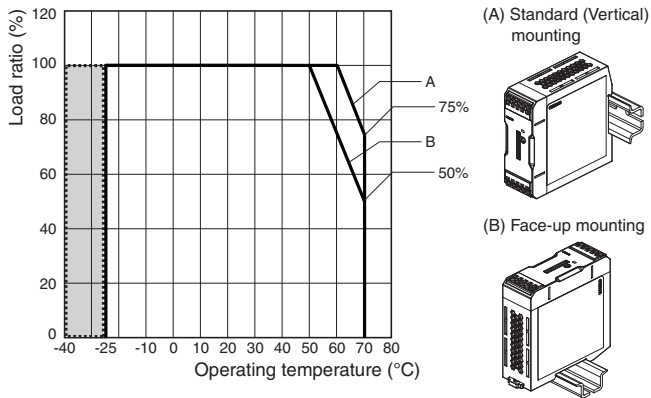 Load ratio (%)
120
100
80
60
40
20
0
-40 -25 -10 0 10 20 30 40 50 60 70 80
Operating temperature (°C)
A
75%
B
50%
(A) Standard (Vertical)
mounting
(B) Face-up mounting